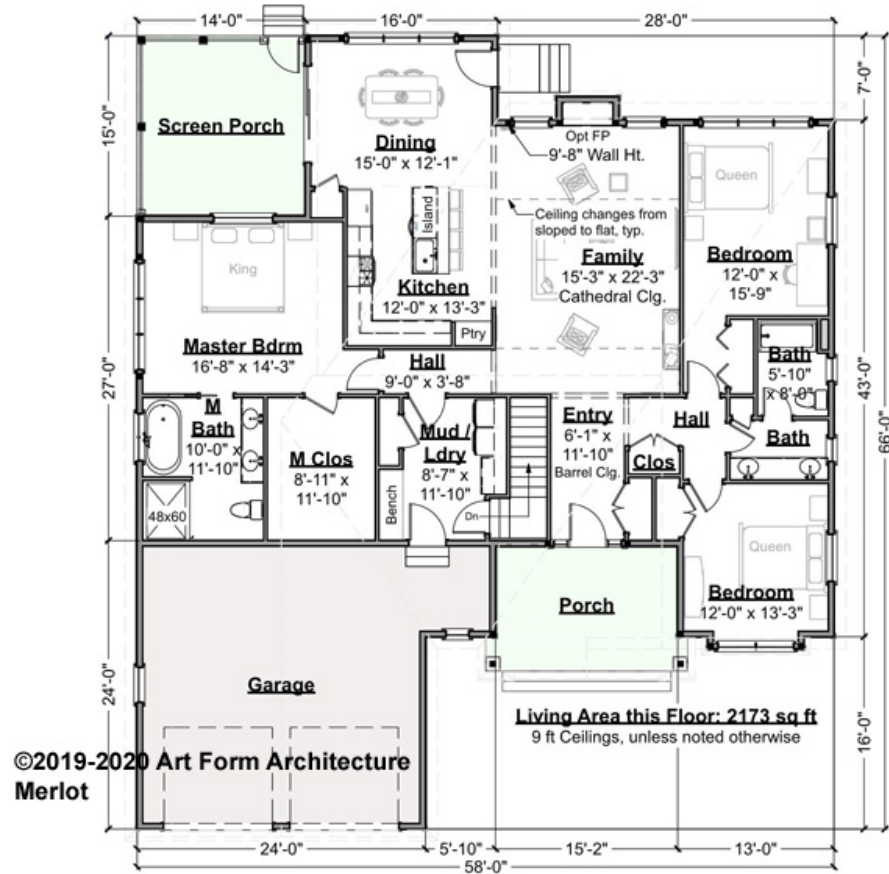 14'-0"
16'-0"
28'-0"
7'-0"
15'-0"
Screen Porch
Dining
15'-0" x 12'-1"
Opt FP
9'-8" Wall Ht.
Queen
Ceiling changes from
sloped to flat, typ.
Island
Family
15'-3" x 22'-3"
Cathedral Clg.
Bedroom
12'-0" x
15'-9"
King
Kitchen
12'-0" x 13'-3"
Ptry
Master Bdrm
16'-8" x 14'-3"
Hall
9'-0" x 3'-8"
Bath
5'-10"
x 8'-0"
27'-0"
43'-0"
66'-0"
M
Bath
10'-0" x
11'-10"
M Clos
8'-11" x
11'-10"
Mud /
Ldry
8'-7" x
11'-10"
Entry
6'-1" x
11'-10"
Barrel Clg.
Hall
Clos
Bath
48x60
Bench
Dn
Queen
Bedroom
12'-0" x 13'-3"
Porch
Garage
24'-0"
16'-0"
Living Area this Floor: 2173 sq ft
9 ft Ceilings, unless noted otherwise
©2019-2020 Art Form Architecture
Merlot
24'-0"
5'-10"
15'-2"
13'-0"
58'-0"